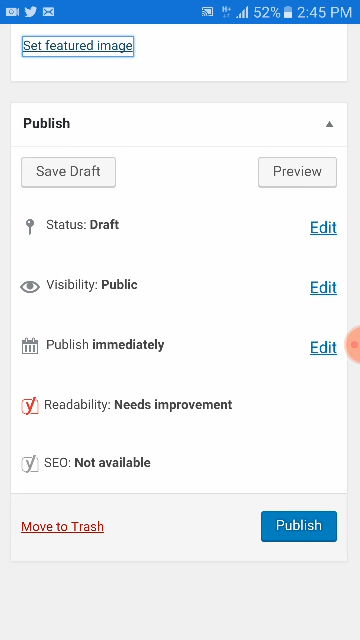 52% 2:45 PM
Set featured image
Publish
Save Draft Preview
Status: Draft Edit
Visibility: Public Edit
Publish immediately Edit
Readability: Needs improvement
SEO: Not available
Move to Trash Publish